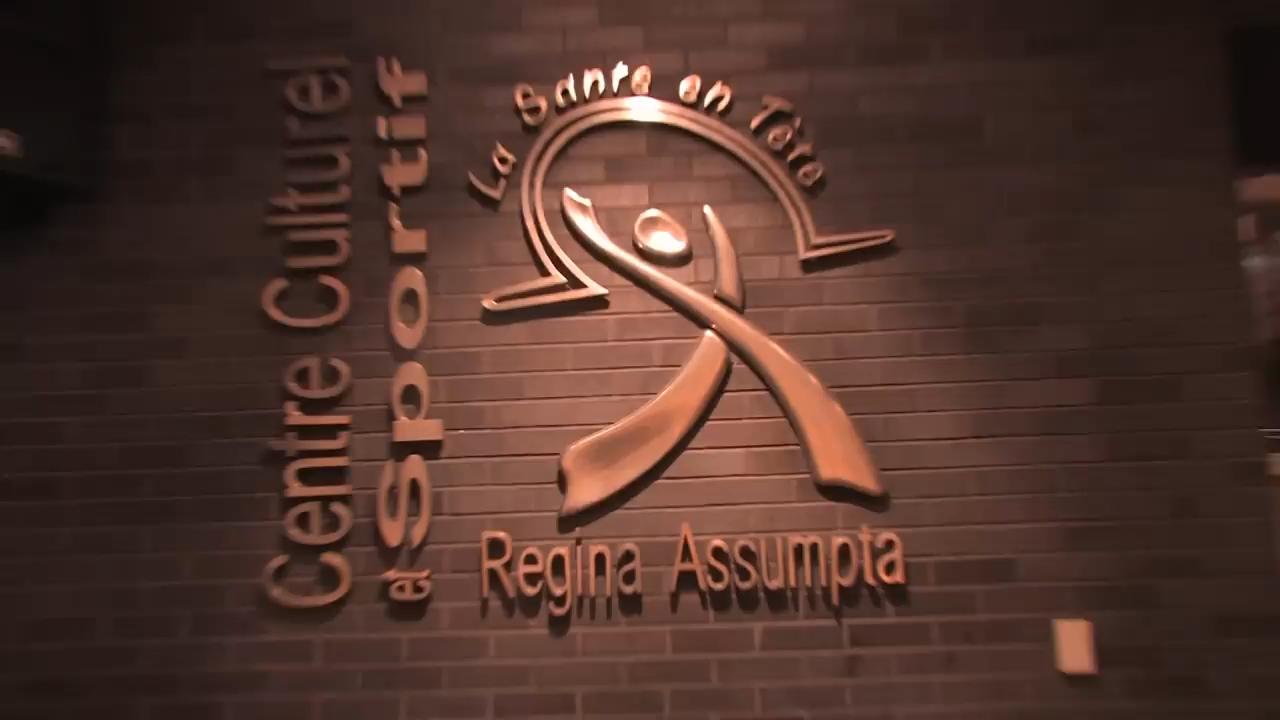 Centre Culturel
et Sportif
La Santé en Tête
Regina Assumpta